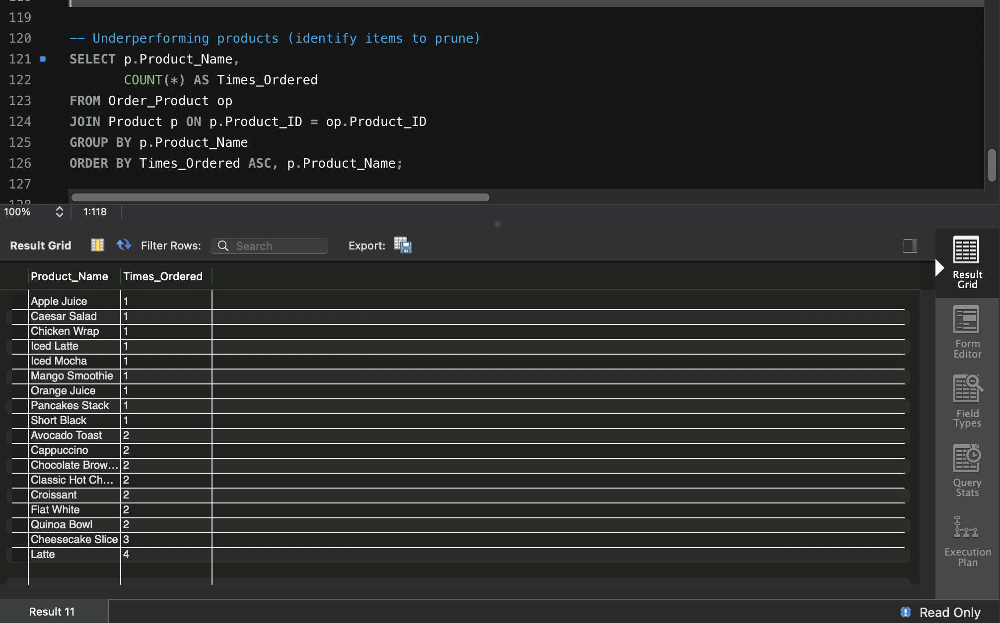 119
120 -- Underperforming products (identify items to prune)
121 SELECT p.Product_Name,
122 COUNT(*) AS Times_Ordered
123 FROM Order_Product op
124 JOIN Product p ON p.Product_ID = op.Product_ID
125 GROUP BY p.Product_Name
126 ORDER BY Times_Ordered ASC, p.Product_Name;
127
100% 1:118
Result Grid Filter Rows: Search Export:
Product_Name Times_Ordered
Apple Juice 1
Caesar Salad 1
Chicken Wrap 1
Iced Latte 1
Iced Mocha 1
Mango Smoothie 1
Orange Juice 1
Pancakes Stack 1
Short Black 1
Avocado Toast 2
Cappuccino 2
Chocolate Brow... 2
Classic Hot Ch... 2
Croissant 2
Flat White 2
Quinoa Bowl 2
Cheesecake Slice 3
Latte 4
Result
Grid
Form
Editor
Field
Types
Query
Stats
Execution
Plan
Result 11
Read Only